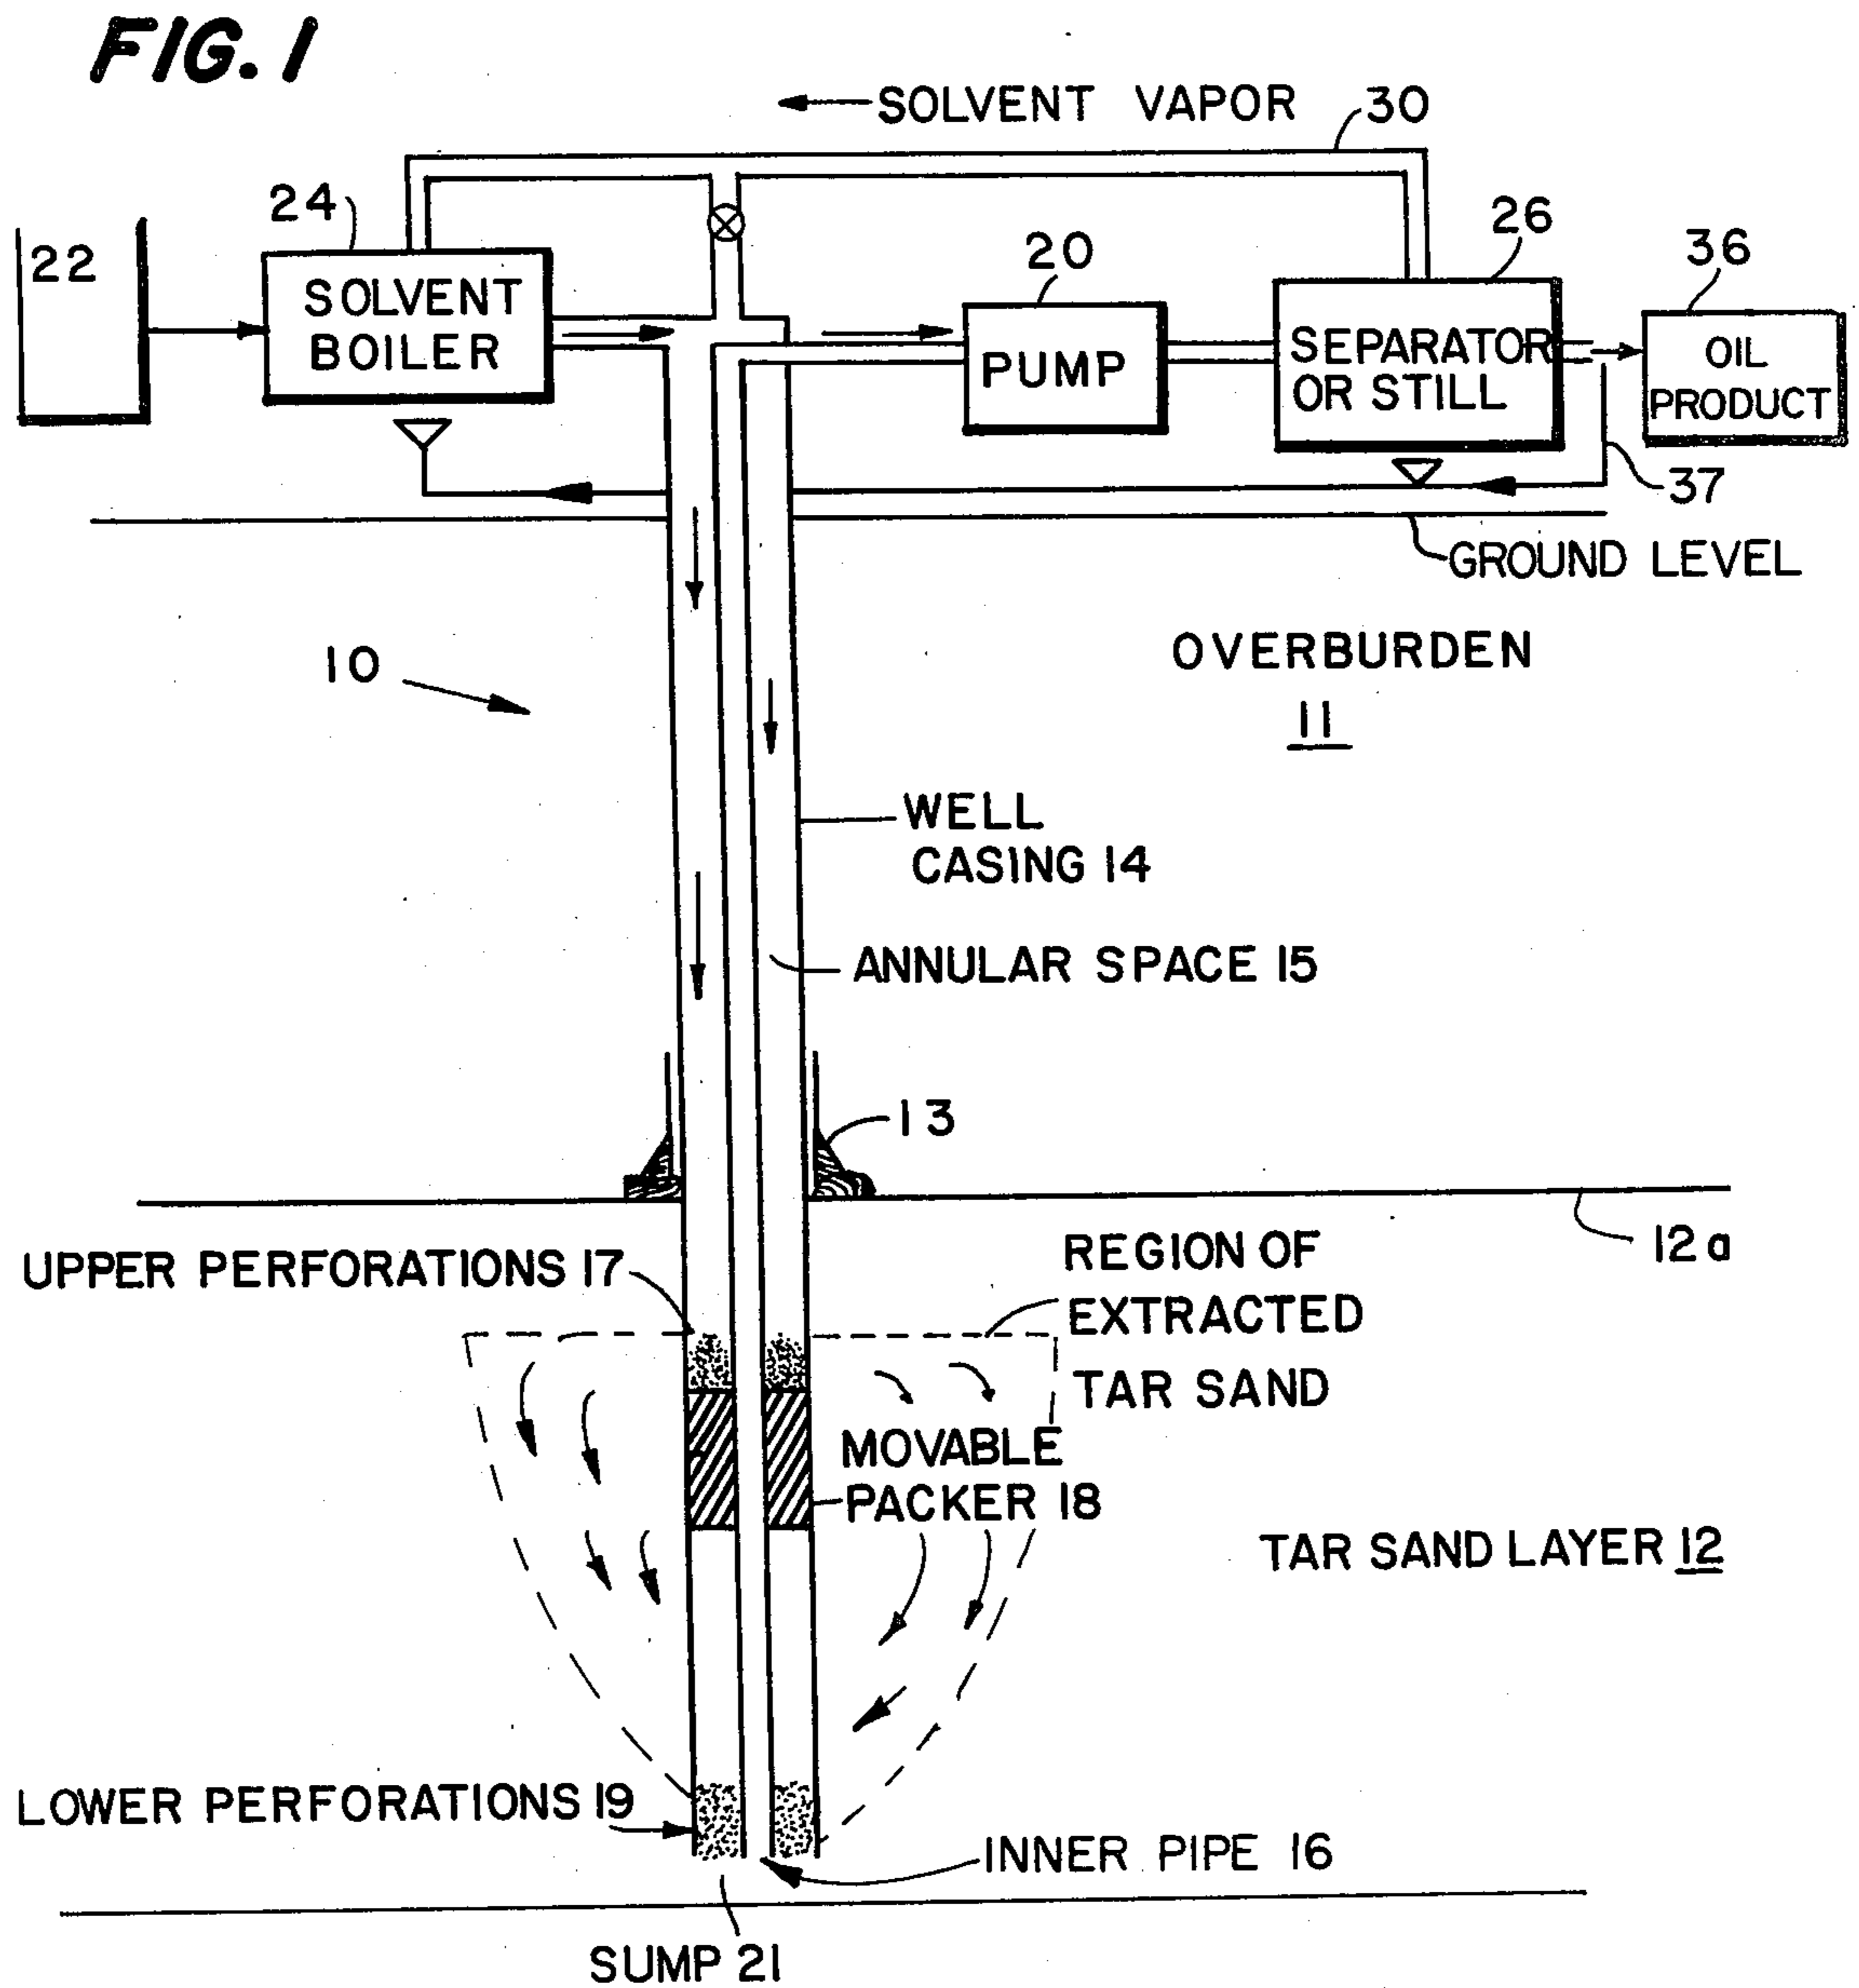 FIG. 1
SOLVENT VAPOR
30
24
26
22
20
36
SOLVENT
BOILER
PUMP
SEPARATOR
OR STILL
OIL
PRODUCT
37
GROUND LEVEL
OVERBURDEN
11
10
WELL
CASING 14
ANNULAR SPACE 15
13
12a
UPPER PERFORATIONS 17
REGION OF
EXTRACTED
TAR SAND
MOVABLE
PACKER 18
TAR SAND LAYER 12
LOWER PERFORATIONS 19
INNER PIPE 16
SUMP 21